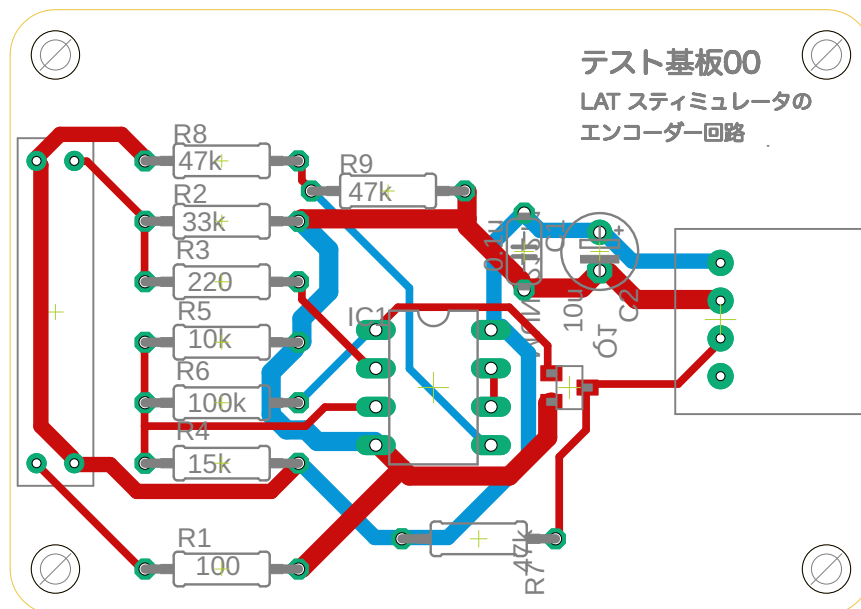 テスト基板00
LAT スティミュレータの
エンコーダー回路
R8
47k
R9
47k
R2
33k
R3
220
R5
10k
R6
100k
R4
15k
R1
100
IC1
0.1u
C1
10u
C2
+
Q1
47k
R7